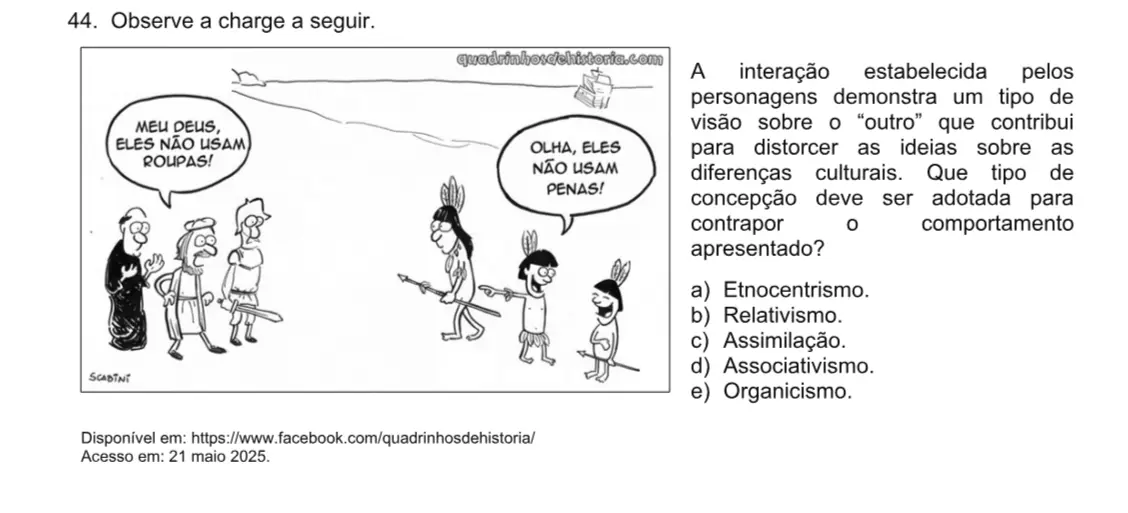 44. Observe a charge a seguir.
quadrinhosdehistoria.com
MEU DEUS,
ELES NÃO USAM
ROUPAS!
OLHA, ELES
NÃO USAM
PENAS!
SCABINI
Disponível em: https://www.facebook.com/quadrinhosdehistoria/
Acesso em: 21 maio 2025.
A interação estabelecida pelos
personagens demonstra um tipo de
visão sobre o “outro” que contribui
para distorcer as ideias sobre as
diferenças culturais. Que tipo de
concepção deve ser adotada para
contrapor o comportamento
apresentado?
a) Etnocentrismo.
b) Relativismo.
c) Assimilação.
d) Associativismo.
e) Organicismo.